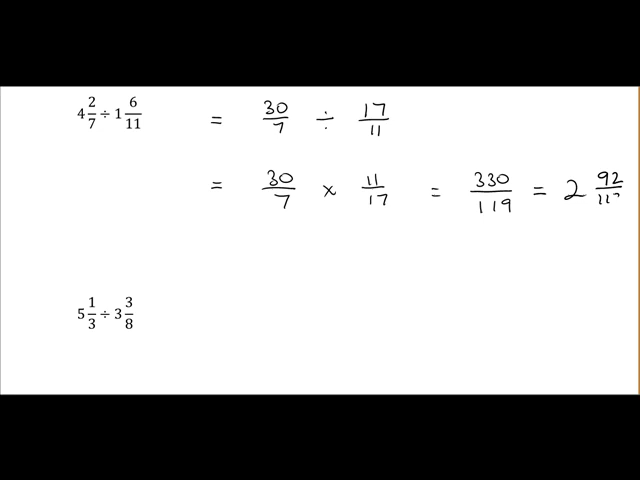 4 2/7 ÷ 1 6/11 = 30/7 ÷ 17/11
= 30/7 × 11/17 = 330/119 = 2 92/
5 1/3 ÷ 3 3/8